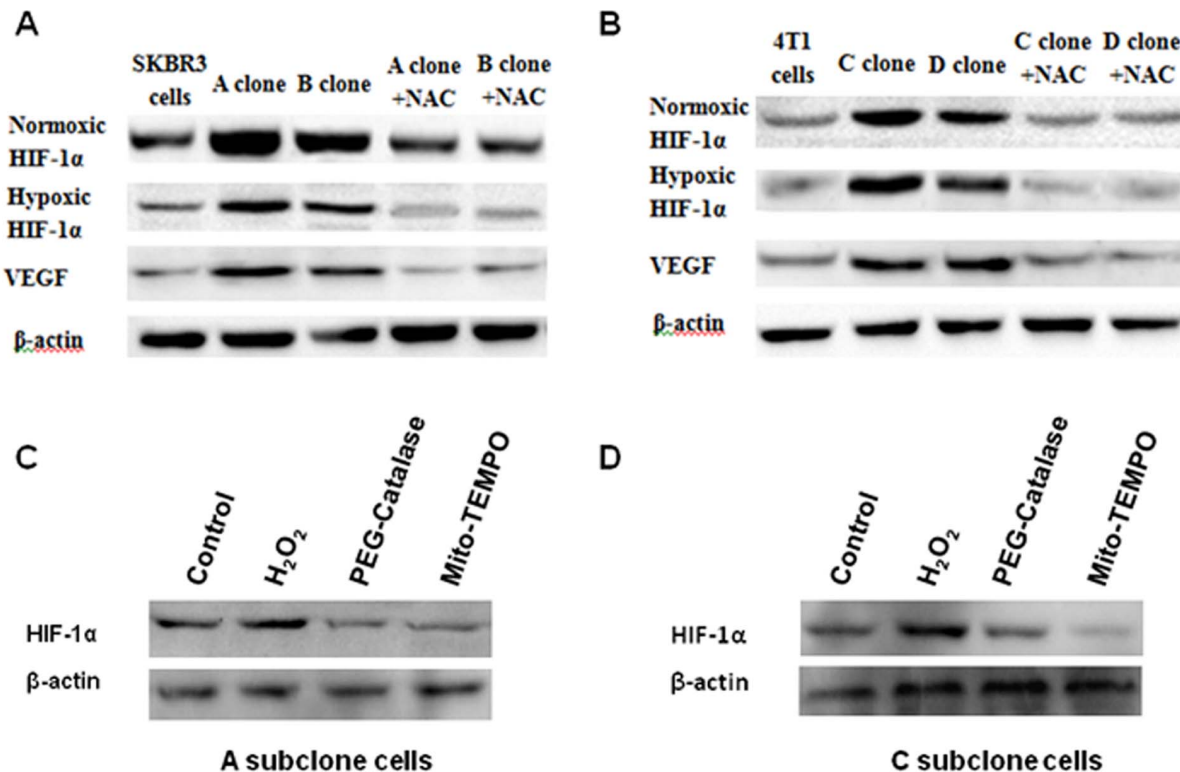 A
SKBR3 cells
A clone
B clone
A clone +NAC
B clone +NAC
Normoxic HIF-1α
Hypoxic HIF-1α
VEGF
β-actin
B
4T1 cells
C clone
D clone
C clone +NAC
D clone +NAC
Normoxic HIF-1α
Hypoxic HIF-1α
VEGF
β-actin
C
Control
H₂O₂
PEG-Catalase
Mito-TEMPO
HIF-1α
β-actin
A subclone cells
D
Control
H₂O₂
PEG-Catalase
Mito-TEMPO
HIF-1α
β-actin
C subclone cells